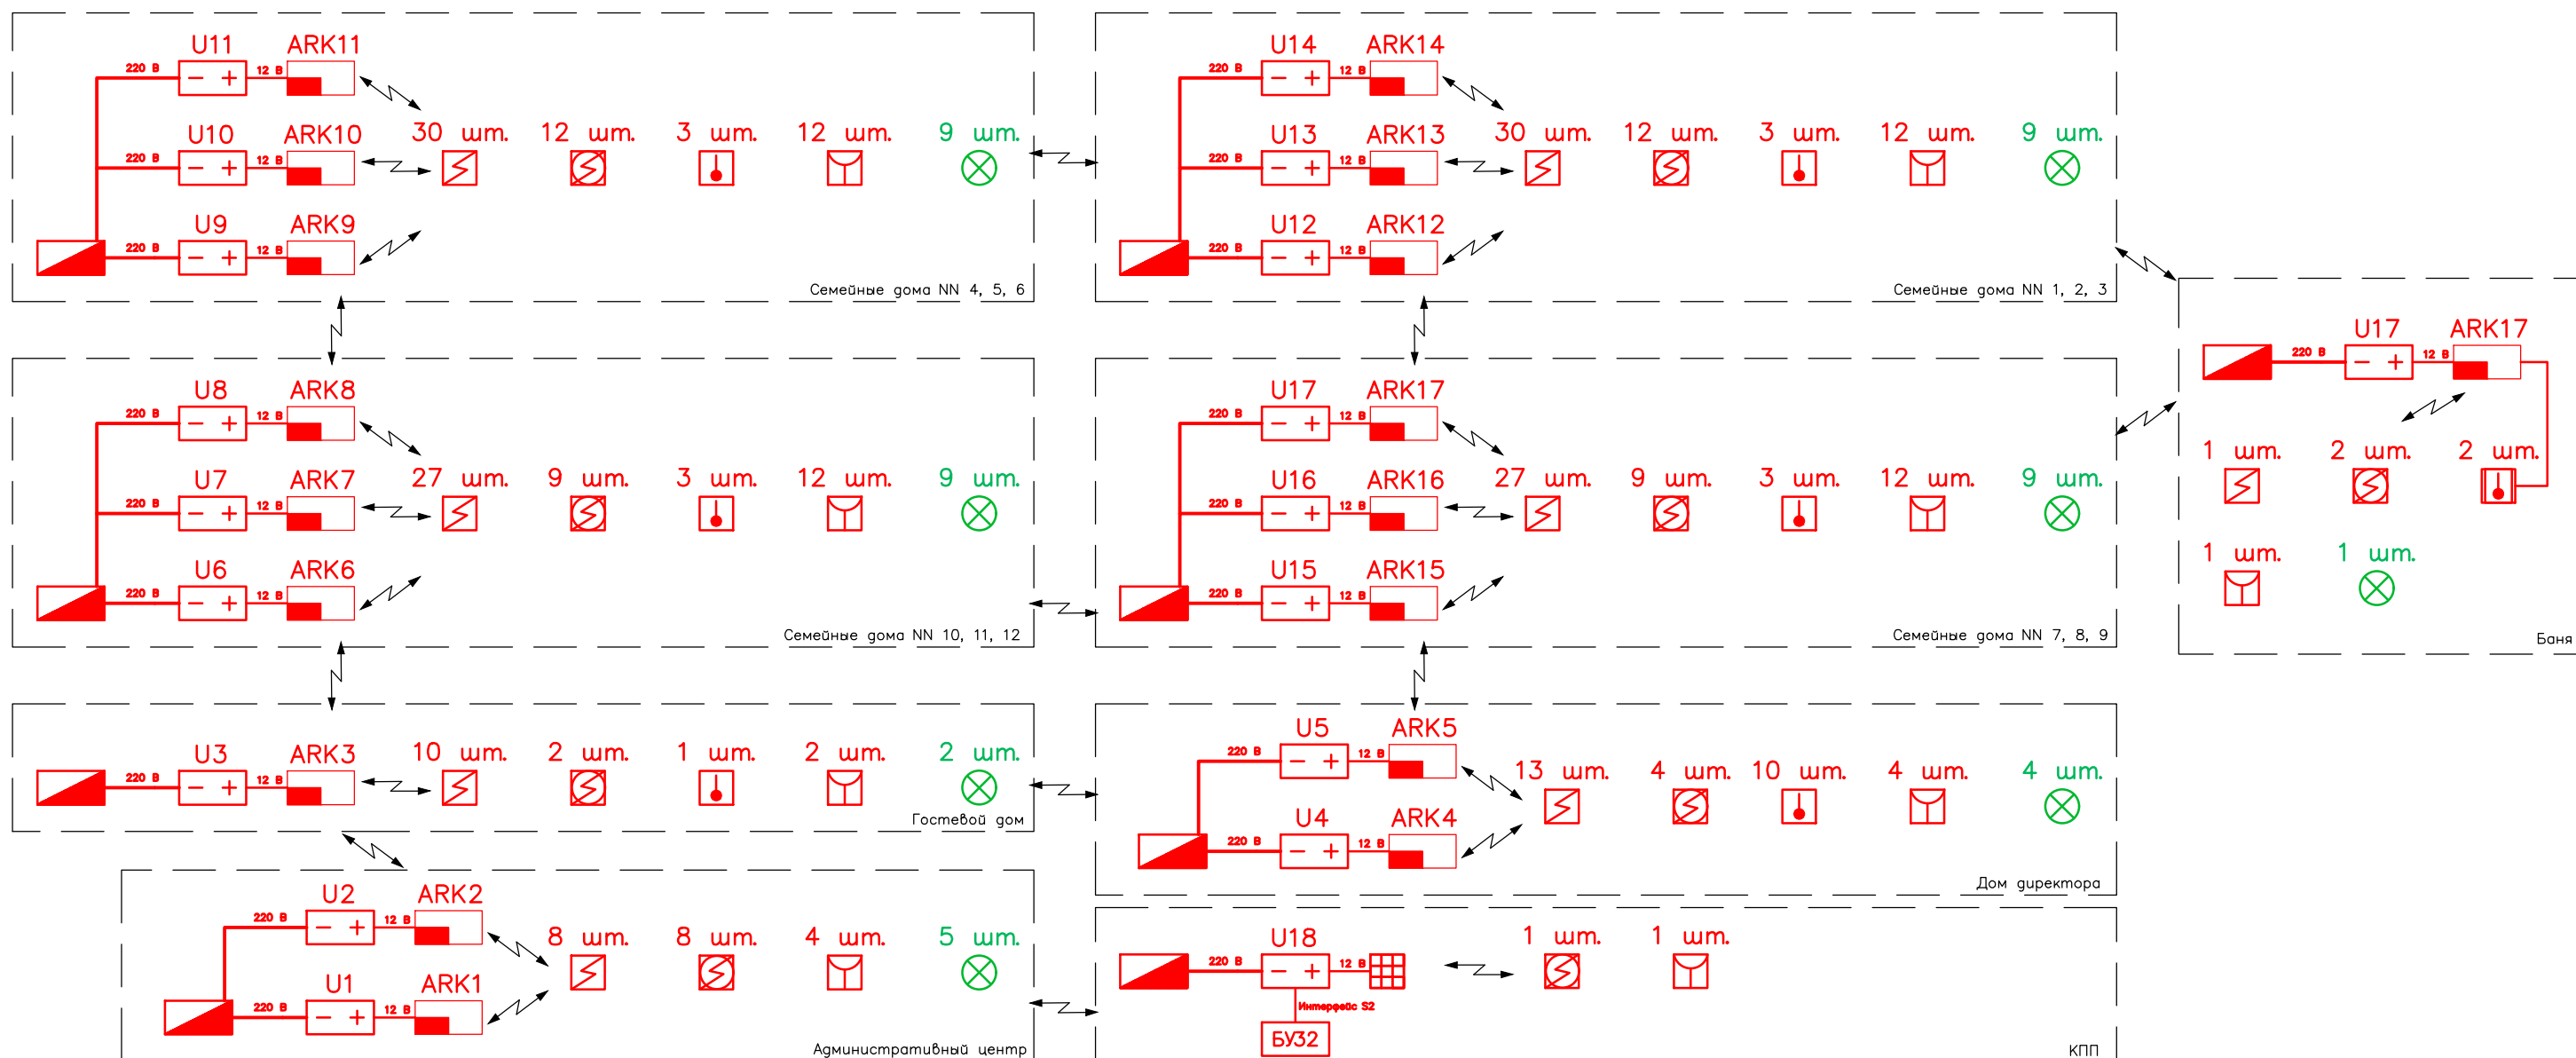 U11 ARK11
220 В 12 В
U10 ARK10 30 шт. 12 шт. 3 шт. 12 шт. 9 шт.
220 В 12 В
U9 ARK9
220 В 12 В
Семейные дома NN 4, 5, 6
U14 ARK14
220 В 12 В
U13 ARK13 30 шт. 12 шт. 3 шт. 12 шт. 9 шт.
220 В 12 В
U12 ARK12
220 В 12 В
Семейные дома NN 1, 2, 3
U17 ARK17
220 В 12 В
1 шт. 2 шт. 2 шт.
1 шт. 1 шт.
Баня
U8 ARK8
220 В 12 В
U7 ARK7 27 шт. 9 шт. 3 шт. 12 шт. 9 шт.
220 В 12 В
U6 ARK6
220 В 12 В
Семейные дома NN 10, 11, 12
U17 ARK17
220 В 12 В
U16 ARK16 27 шт. 9 шт. 3 шт. 12 шт. 9 шт.
220 В 12 В
U15 ARK15
220 В 12 В
Семейные дома NN 7, 8, 9
U3 ARK3 10 шт. 2 шт. 1 шт. 2 шт. 2 шт.
220 В 12 В
Гостевой дом
U5 ARK5
220 В 12 В
13 шт. 4 шт. 10 шт. 4 шт. 4 шт.
U4 ARK4
220 В 12 В
Дом директора
U2 ARK2
220 В 12 В
8 шт. 8 шт. 4 шт. 5 шт.
U1 ARK1
220 В 12 В
Административный центр
U18 1 шт. 1 шт.
220 В 12 В
Интерфейс S2
БУ32
КПП